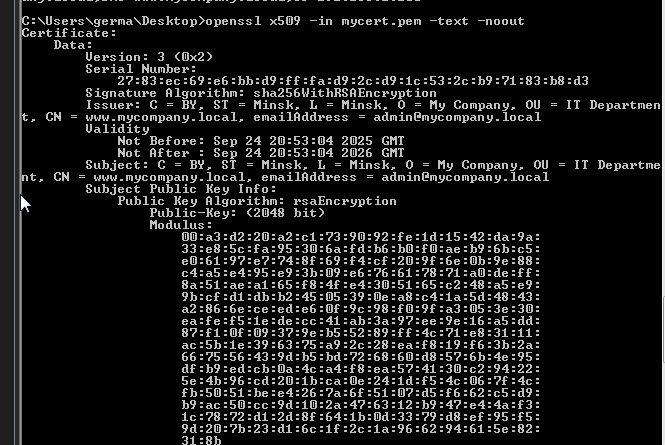 C:\Users\germa\Desktop>openssl x509 -in mycert.pem -text -noout
Certificate:
Data:
Version: 3 (0x2)
Serial Number:
27:83:ec:69:e6:bb:d9:ff:fa:d9:2c:d9:1c:53:2c:b9:71:83:b8:d3
Signature Algorithm: sha256WithRSAEncryption
Issuer: C = BY, ST = Minsk, L = Minsk, O = My Company, OU = IT Departmen
t, CN = www.mycompany.local, emailAddress = admin@mycompany.local
Validity
Not Before: Sep 24 20:53:04 2025 GMT
Not After : Sep 24 20:53:04 2026 GMT
Subject: C = BY, ST = Minsk, L = Minsk, O = My Company, OU = IT Departme
nt, CN = www.mycompany.local, emailAddress = admin@mycompany.local
Subject Public Key Info:
Public Key Algorithm: rsaEncryption
Public-Key: (2048 bit)
Modulus:
00:a3:d2:20:a2:c1:73:90:92:fe:1d:15:42:da:9a:
33:e8:5c:fa:95:30:6a:fd:b6:b0:f0:ae:b9:6b:c5:
e0:61:97:e7:74:8f:69:f4:cf:20:9f:6e:0b:9e:88:
c4:a5:e4:95:e9:3b:09:e6:76:61:78:71:a0:de:ff:
8a:51:ae:a1:65:f8:4f:e4:30:51:65:c2:48:a5:e9:
9b:cf:d1:db:b2:45:05:39:0e:a8:c4:1a:5d:48:43:
a2:86:6e:ce:ed:e6:0f:9c:98:f0:9f:a3:05:3e:30:
ea:fe:f5:1e:de:cc:41:ab:3a:97:ee:9e:16:a5:dd:
87:f1:0f:09:37:9e:b5:52:89:ff:4c:71:e8:31:11:
ac:5b:1e:39:63:75:a9:2c:28:ea:f8:19:f6:3b:2a:
66:75:56:43:9d:b5:bd:72:68:60:d8:57:6b:4e:95:
df:b9:ed:cb:0a:4c:a4:f8:ea:57:41:30:c2:94:22:
5e:4b:96:cd:20:1b:ca:0e:24:1d:f5:4c:06:7f:4c:
fb:50:51:be:e4:26:7a:6f:51:07:d5:f6:62:c5:d9:
b9:ac:50:cc:9d:10:2a:47:63:12:b9:47:e4:4a:f3:
1c:78:72:d1:2d:8f:64:1b:0d:33:79:d8:ef:95:f5:
9d:20:7b:23:d1:6c:1f:2c:1a:96:62:94:61:5e:82:
31:8b